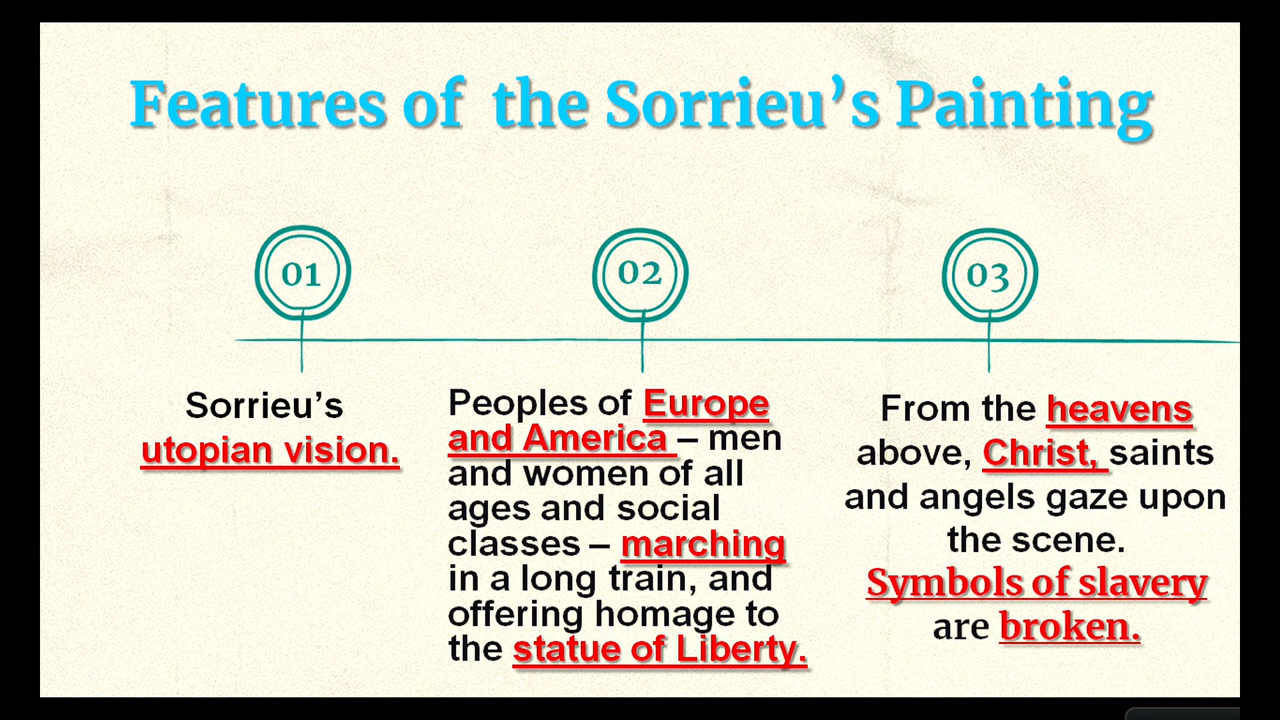 Features of the Sorrieu’s Painting
01
Sorrieu’s
utopian vision.
02
Peoples of Europe
and America – men
and women of all
ages and social
classes – marching
in a long train, and
offering homage to
the statue of Liberty.
03
From the heavens
above, Christ, saints
and angels gaze upon
the scene.
Symbols of slavery
are broken.